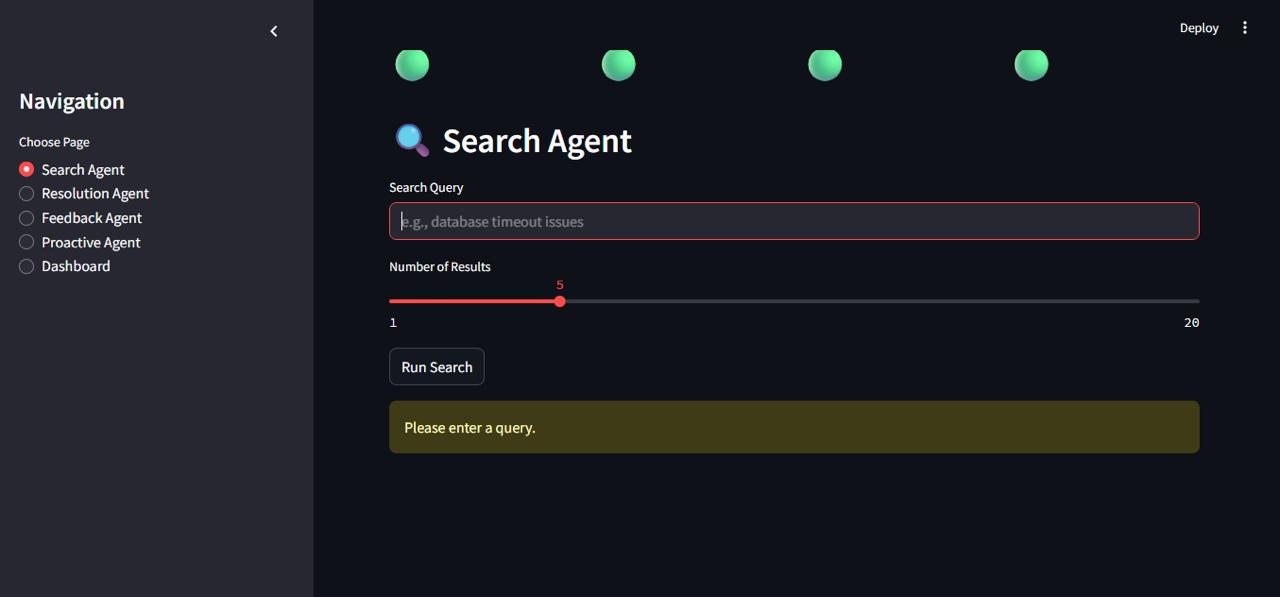 Deploy
Navigation
Choose Page
Search Agent
Resolution Agent
Feedback Agent
Proactive Agent
Dashboard
Search Agent
Search Query
e.g., database timeout issues
Number of Results
5
1
20
Run Search
Please enter a query.